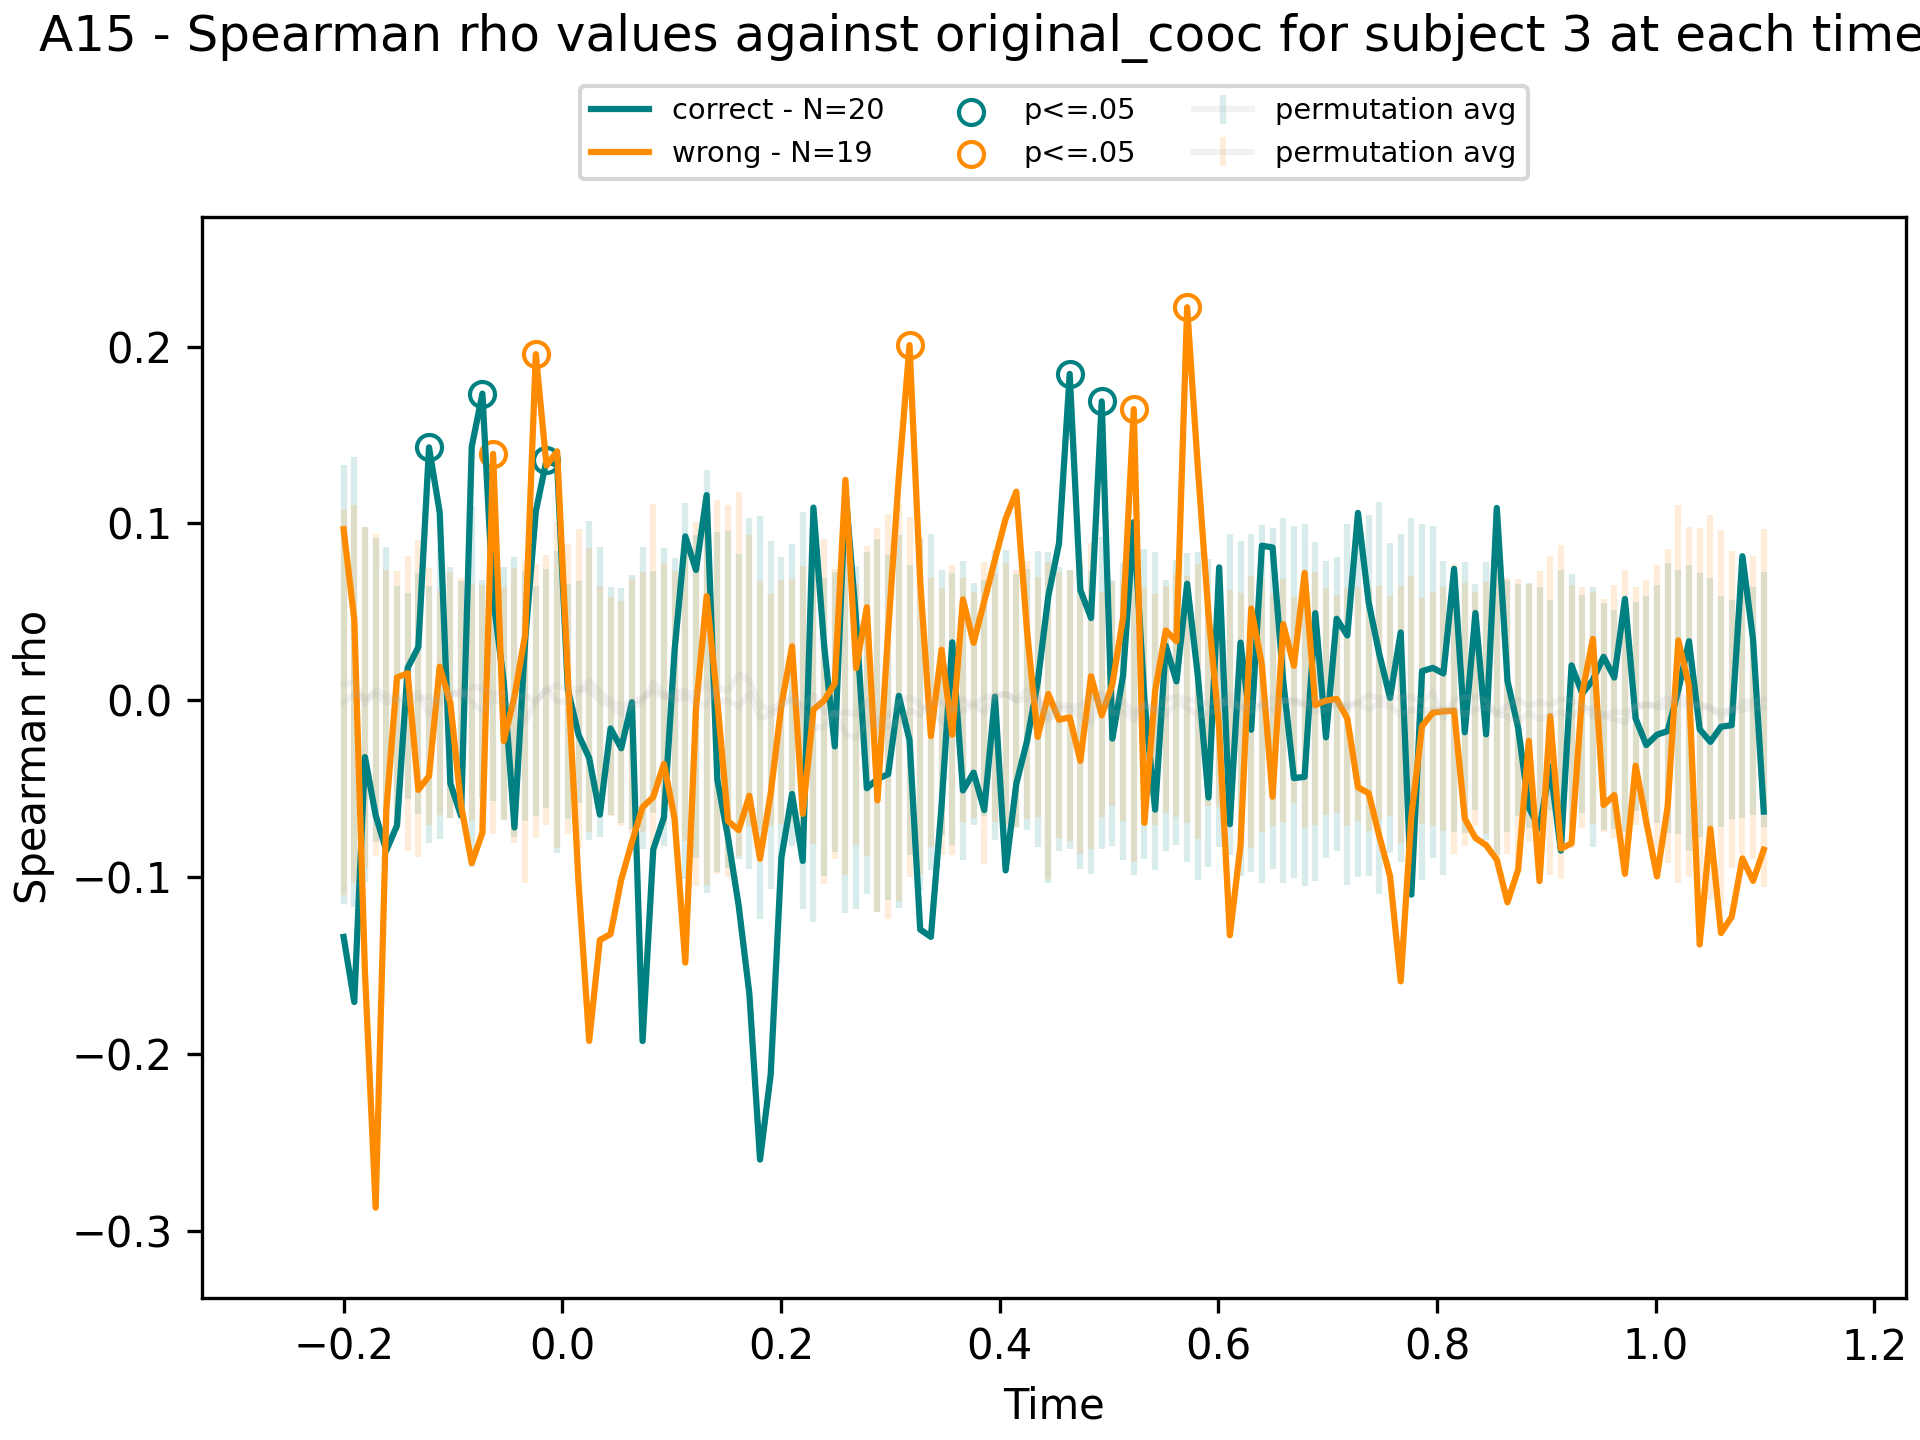 A15 - Spearman rho values against original_cooc for subject 3 at each time
correct - N=20
wrong - N=19
p<=.05
p<=.05
permutation avg
permutation avg
Spearman rho
0.2
0.1
0.0
−0.1
−0.2
−0.3
−0.2
0.0
0.2
0.4
0.6
0.8
1.0
1.2
Time